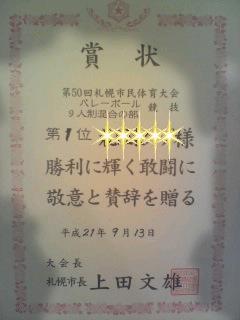 賞状
第50回札幌市民体育大会
バレーボール 競技
9人制混合の部
第1位 様
勝利に輝く敢闘に
敬意と賛辞を贈る
平成21年9月13日
大会長
札幌市長 上田文雄